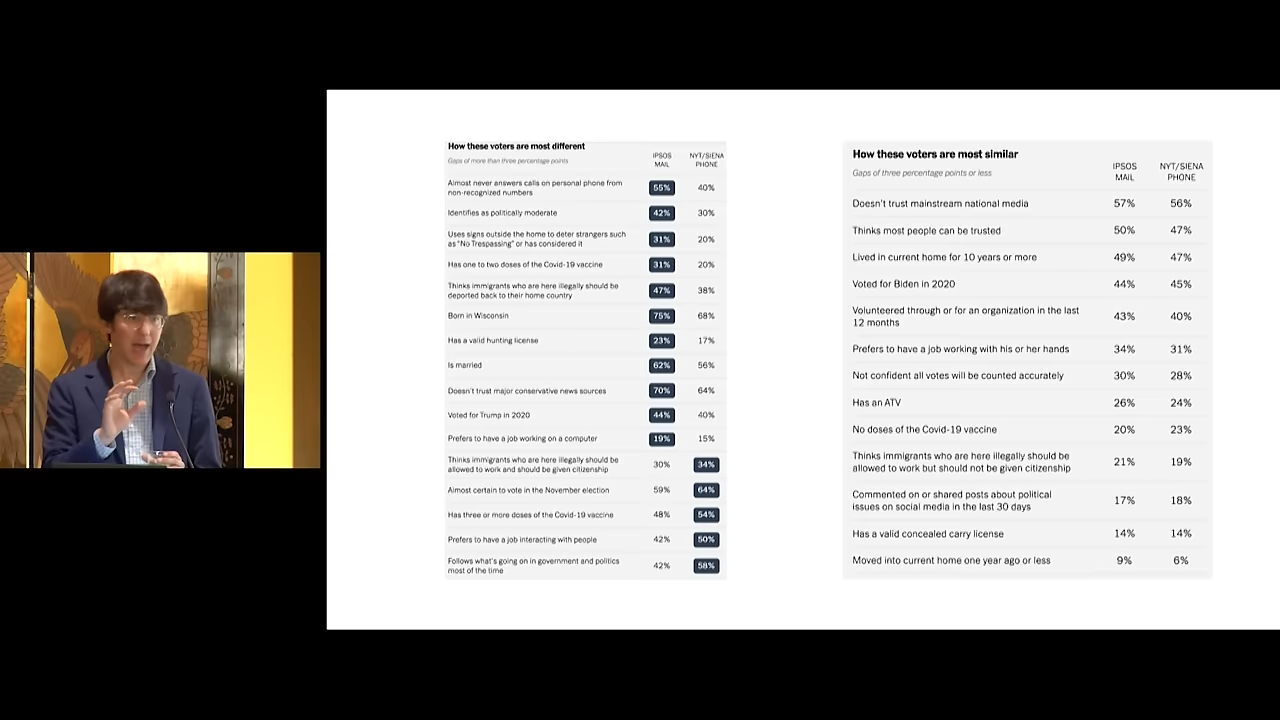 How these voters are most different
Gaps of more than three percentage points
IPSOS MAIL
NYT/SIENA PHONE
Almost never answers calls on personal phone from
non-recognized numbers
55% 40%
Identifies as politically moderate 42% 30%
Uses signs outside the home to deter strangers such
as "No Trespassing" or has considered it
31% 20%
Has one to two doses of the Covid-19 vaccine 31% 20%
Thinks immigrants who are here illegally should be
deported back to their home country
47% 38%
Born in Wisconsin 75% 68%
Has a valid hunting license 23% 17%
Is married 62% 56%
Doesn't trust major conservative news sources 70% 64%
Voted for Trump in 2020 44% 40%
Prefers to have a job working on a computer 19% 15%
Thinks immigrants who are here illegally should be
allowed to work and should be given citizenship
30% 34%
Almost certain to vote in the November election 59% 64%
Has three or more doses of the Covid-19 vaccine 48% 54%
Prefers to have a job interacting with people 42% 50%
Follows what's going on in government and politics
most of the time
42% 58%
How these voters are most similar
Gaps of three percentage points or less
IPSOS MAIL
NYT/SIENA PHONE
Doesn't trust mainstream national media 57% 56%
Thinks most people can be trusted 50% 47%
Lived in current home for 10 years or more 49% 47%
Voted for Biden in 2020 44% 45%
Volunteered through or for an organization in the last
12 months
43% 40%
Prefers to have a job working with his or her hands 34% 31%
Not confident all votes will be counted accurately 30% 28%
Has an ATV 26% 24%
No doses of the Covid-19 vaccine 20% 23%
Thinks immigrants who are here illegally should be
allowed to work but should not be given citizenship
21% 19%
Commented on or shared posts about political
issues on social media in the last 30 days
17% 18%
Has a valid concealed carry license 14% 14%
Moved into current home one year ago or less 9% 6%